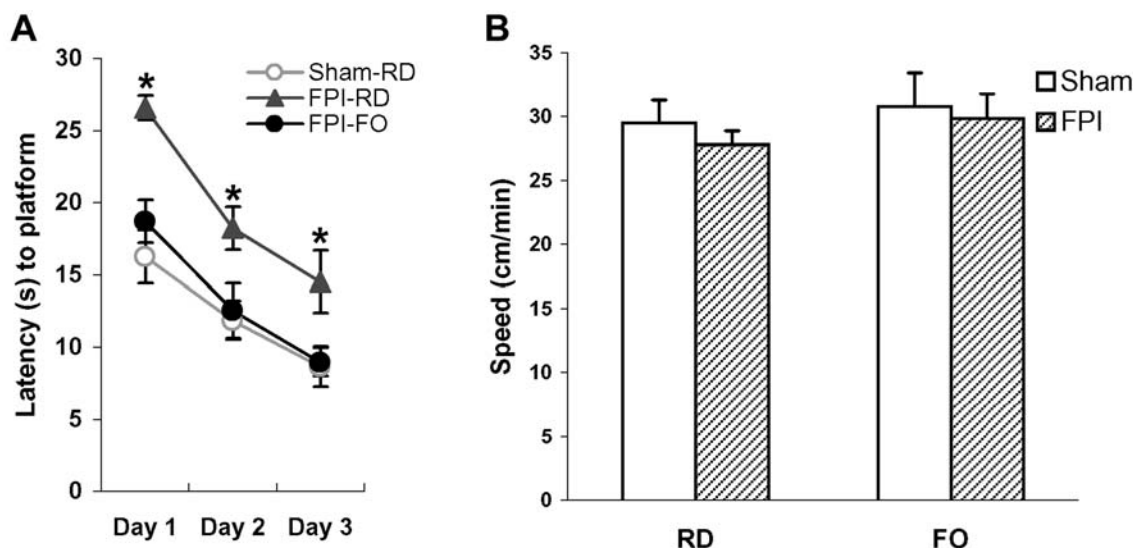 A
Latency (s) to platform
30
25
20
15
10
5
0
Sham-RD
FPI-RD
FPI-FO
*
*
*
Day 1 Day 2 Day 3
B
Speed (cm/min)
35
30
25
20
15
10
5
0
Sham
FPI
RD FO